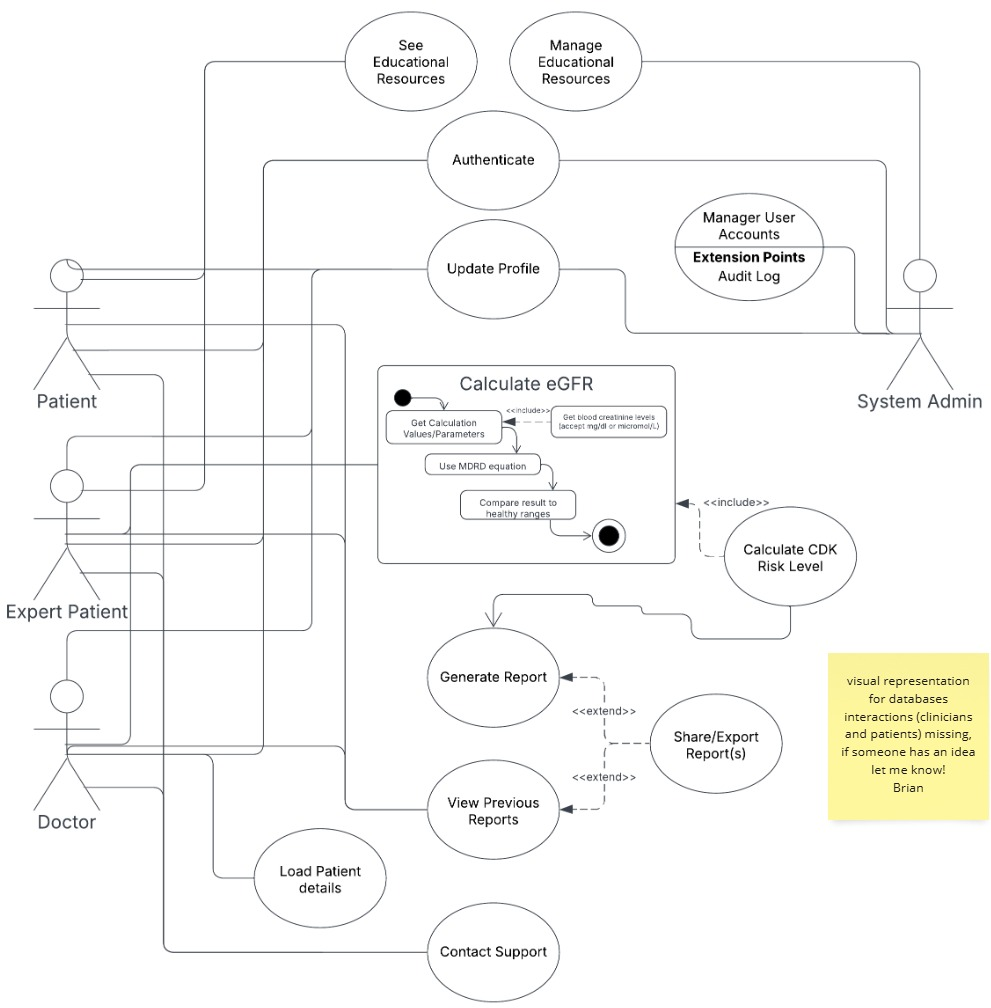 See
Educational
Resources
Manage
Educational
Resources
Authenticate
Manager User
Accounts
Extension Points
Audit Log
Update Profile
Patient
System Admin
Calculate eGFR
Get Calculation
Values/Parameters
<<include>>
Get blood creatinine levels
(accept mg/dl or micromol/L)
Use MDRD equation
Compare result to
healthy ranges
<<include>>
Calculate CDK
Risk Level
Expert Patient
Generate Report
<<extend>>
Share/Export
Report(s)
<<extend>>
View Previous
Reports
visual representation
for databases
interactions (clinicians
and patients) missing,
if someone has an idea
let me know!
Brian
Doctor
Load Patient
details
Contact Support